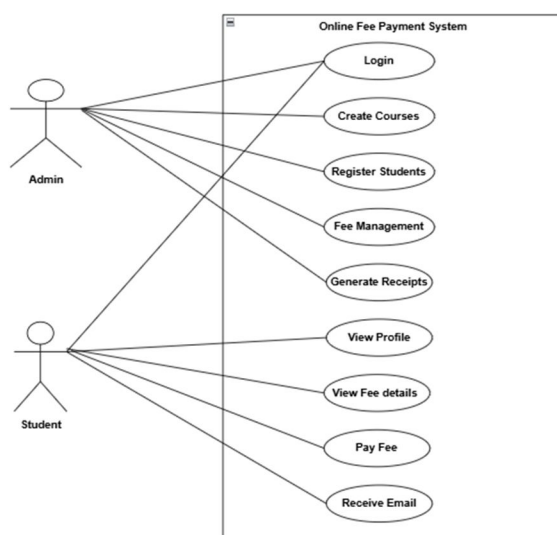 Online Fee Payment System
Login
Create Courses
Register Students
Admin
Fee Management
Generate Receipts
View Profile
View Fee details
Student
Pay Fee
Receive Email